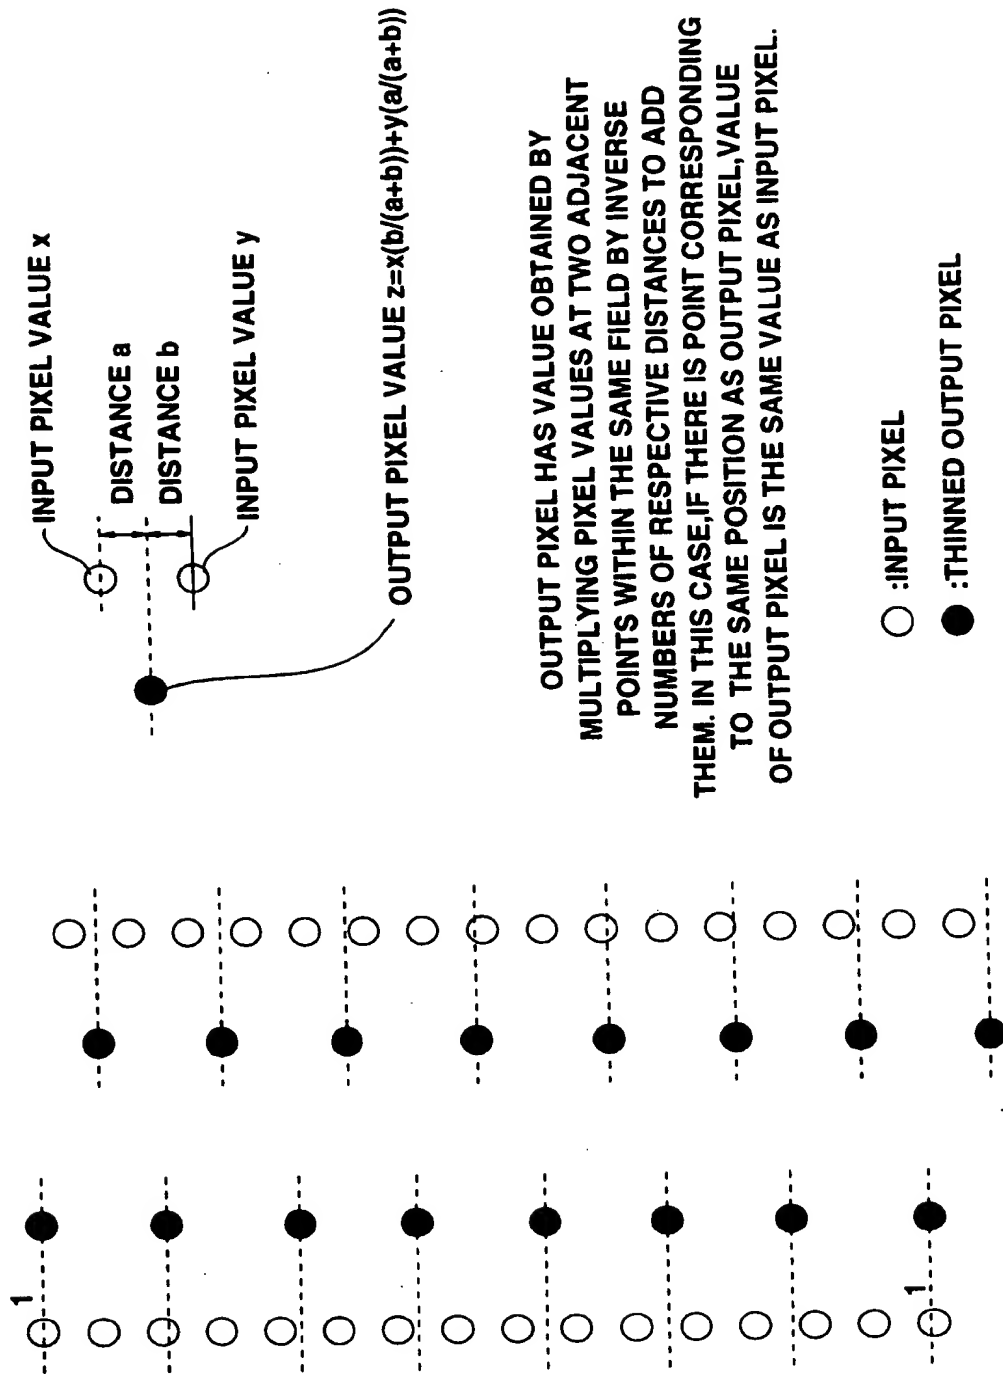 INPUT PIXEL VALUE x
DISTANCE a
DISTANCE b
INPUT PIXEL VALUE y
OUTPUT PIXEL VALUE z=x(b/(a+b))+y(a/(a+b))
OUTPUT PIXEL HAS VALUE OBTAINED BY
MULTIPLYING PIXEL VALUES AT TWO ADJACENT
POINTS WITHIN THE SAME FIELD BY INVERSE
NUMBERS OF RESPECTIVE DISTANCES TO ADD
THEM. IN THIS CASE,IF THERE IS POINT CORRESPONDING
TO THE SAME POSITION AS OUTPUT PIXEL,VALUE
OF OUTPUT PIXEL IS THE SAME VALUE AS INPUT PIXEL.
:INPUT PIXEL
:THINNED OUTPUT PIXEL
1
1